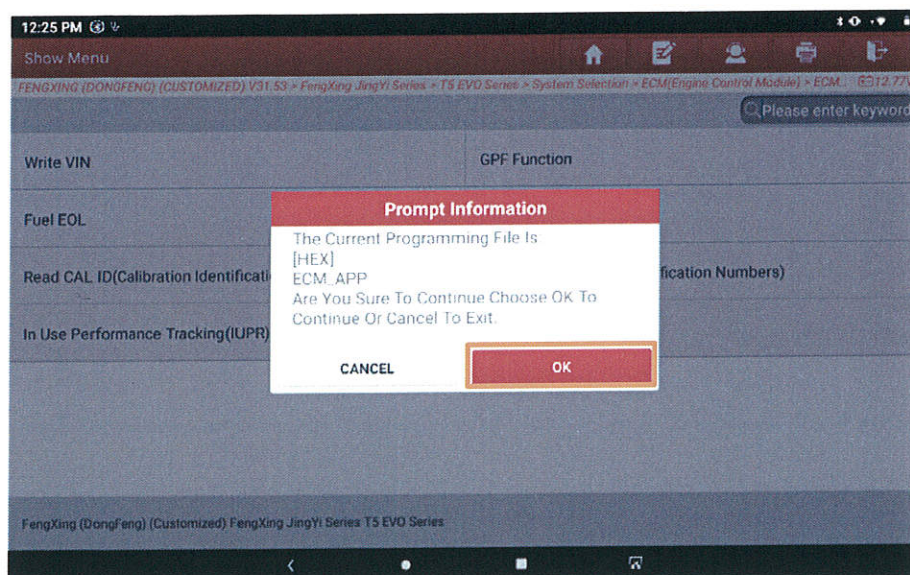 12:25 PM
Show Menu
FENGXING (DONGFENG) (CUSTOMIZED) V31.53 > FengXing JingYi Series > T5 EVO Series > System Selection > ECM(Engine Control Module) > ECM... 12.77V
Please enter keyword
Write VIN
GPF Function
Fuel EOL
Prompt Information
The Current Programming File Is
[HEX]
ECM_APP
Are You Sure To Continue Choose OK To
Continue Or Cancel To Exit.
Read CAL ID(Calibration Identificati
fication Numbers)
In Use Performance Tracking(IUPR)
CANCEL
OK
FengXing (DongFeng) (Customized) FengXing JingYi Series T5 EVO Series